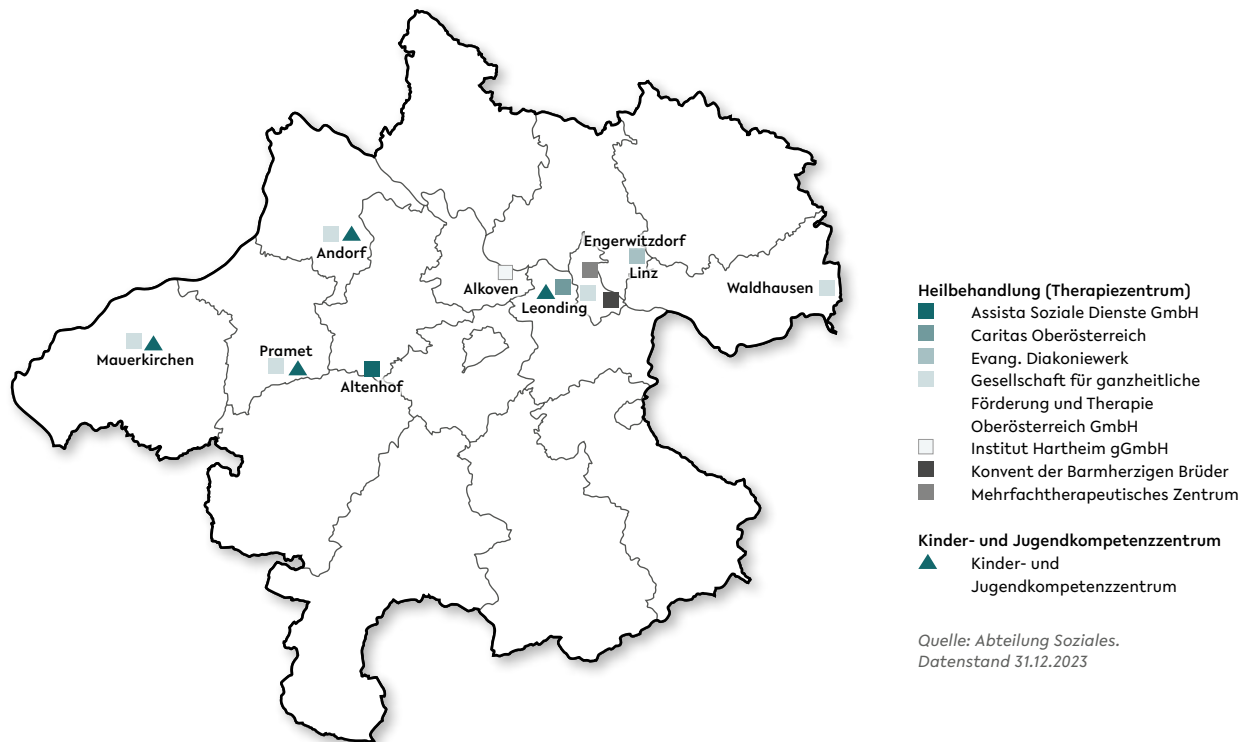 Engerwitzdorf
Andorf
Linz
Alkoven
Waldhausen
Leonding
Pramet
Mauerkirchen
Altenhof
Heilbehandlung (Therapiezentrum)
Assista Soziale Dienste GmbH
Caritas Oberösterreich
Evang. Diakoniewerk
Gesellschaft für ganzheitliche
Förderung und Therapie
Oberösterreich GmbH
Institut Hartheim gGmbH
Konvent der Barmherzigen Brüder
Mehrfachtherapeutisches Zentrum
Kinder- und Jugendkompetenzzentrum
Kinder- und
Jugendkompetenzzentrum
Quelle: Abteilung Soziales.
Datenstand 31.12.2023